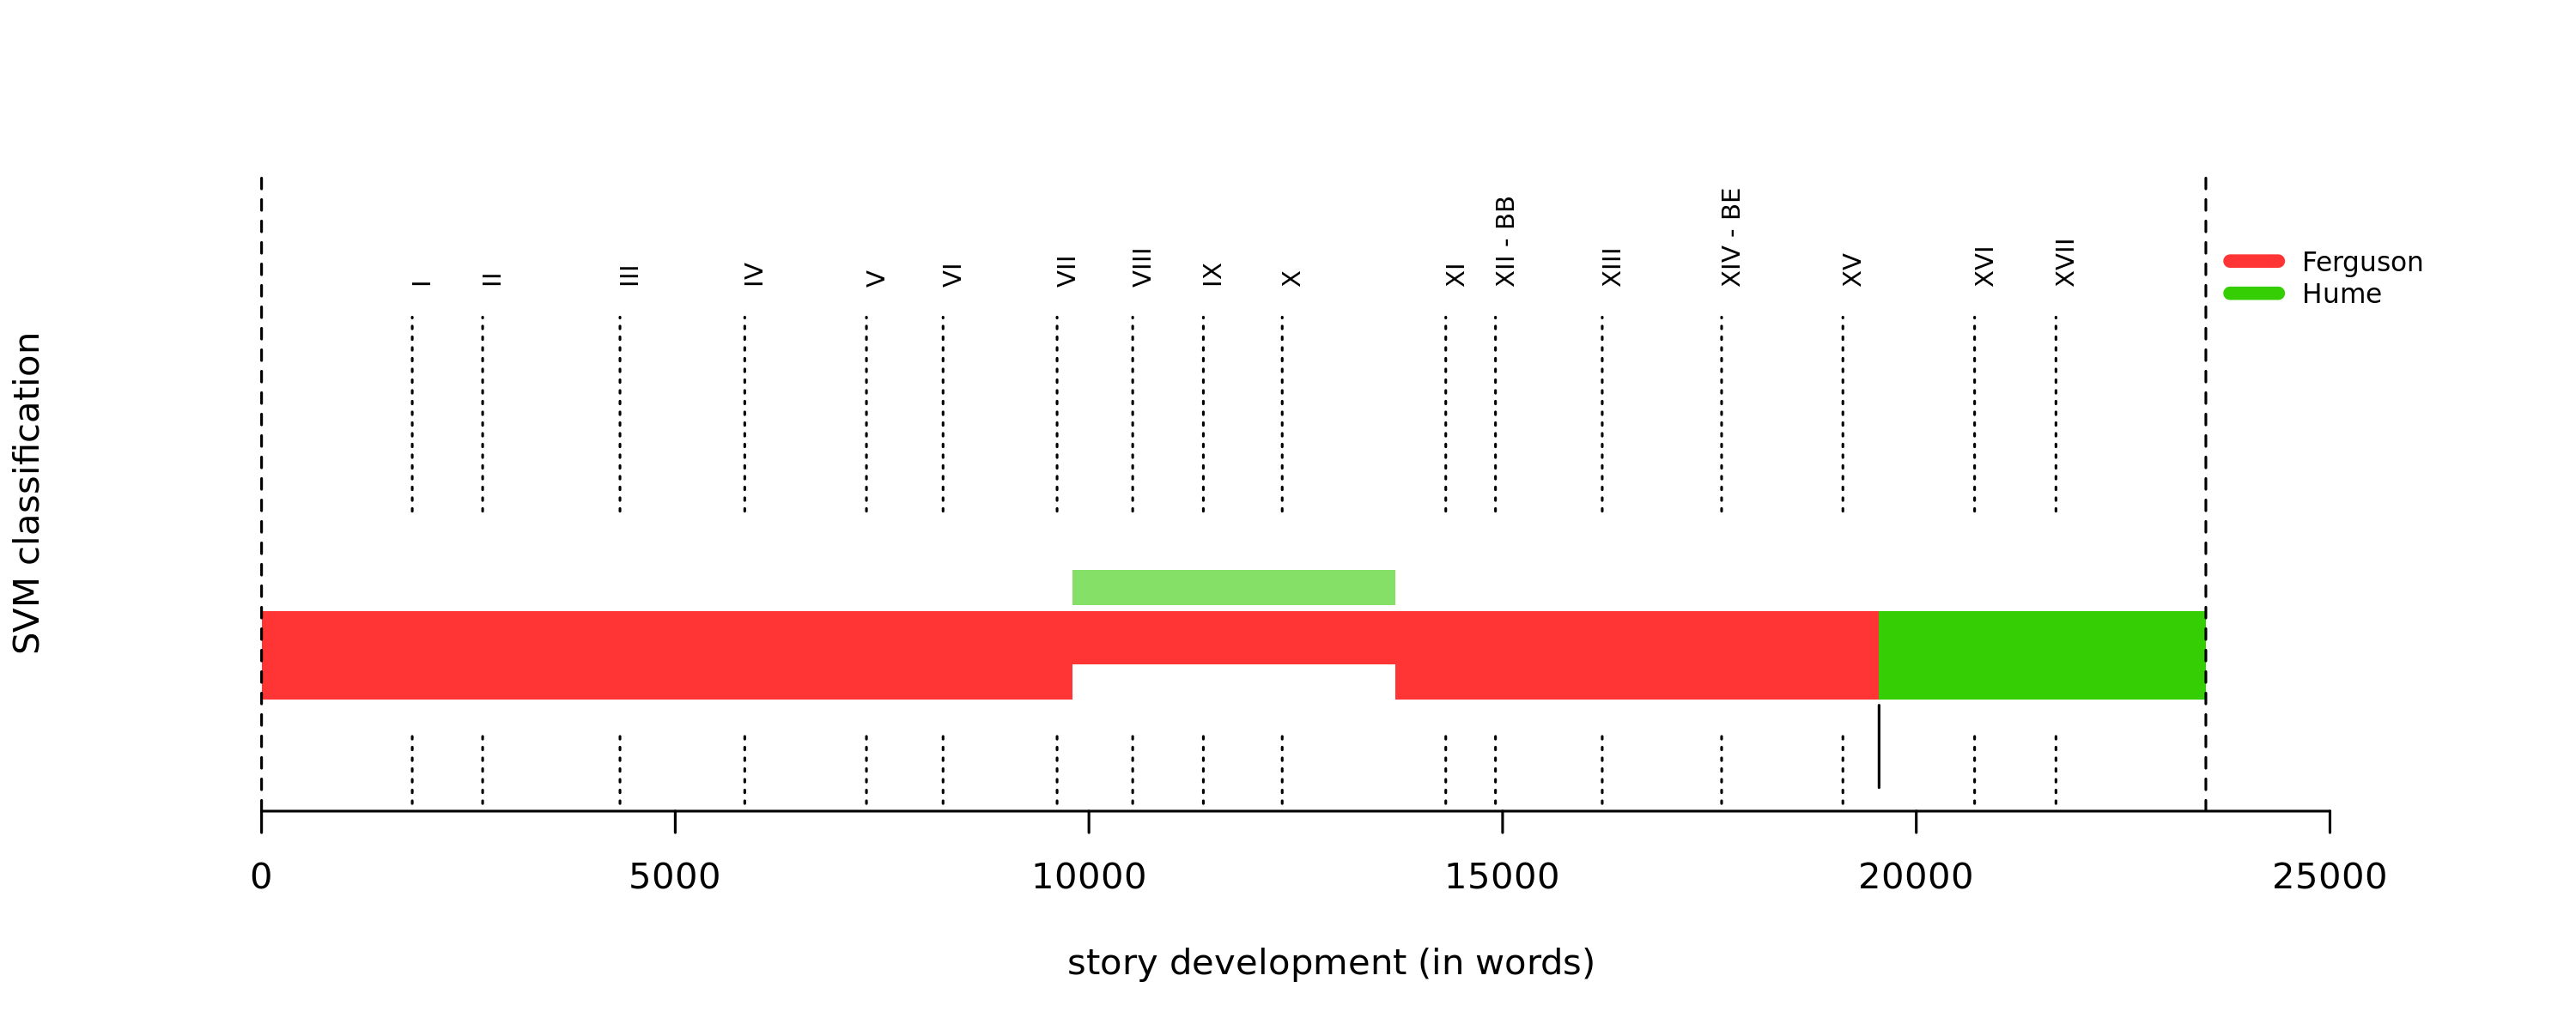 I
II
III
IV
V
VI
VII
VIII
IX
X
XI
XII - BB
XIII
XIV - BE
XV
XVI
XVII
Ferguson
Hume
SVM classification
0
5000
10000
15000
20000
25000
story development (in words)